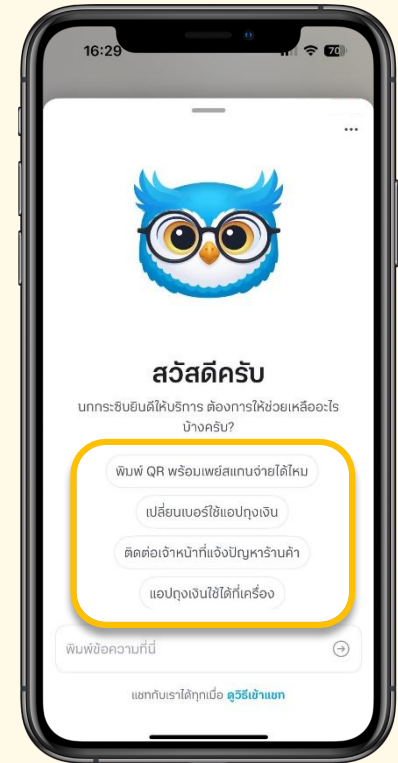 16:29
70
สวัสดีครับ
นกกระซิบยินดีให้บริการ ต้องการให้ช่วยเหลืออะไร
บ้างครับ?
พิมพ์ QR พร้อมเพย์สแกนจ่ายได้ไหม
เปลี่ยนเบอร์ใช้แอปถุงเงิน
ติดต่อเจ้าหน้าที่แจ้งปัญหาร้านค้า
แอปถุงเงินใช้ได้กี่เครื่อง
พิมพ์ข้อความที่นี่
แชทกับเราได้ทุกเมื่อ ดูวิธีเข้าแชท